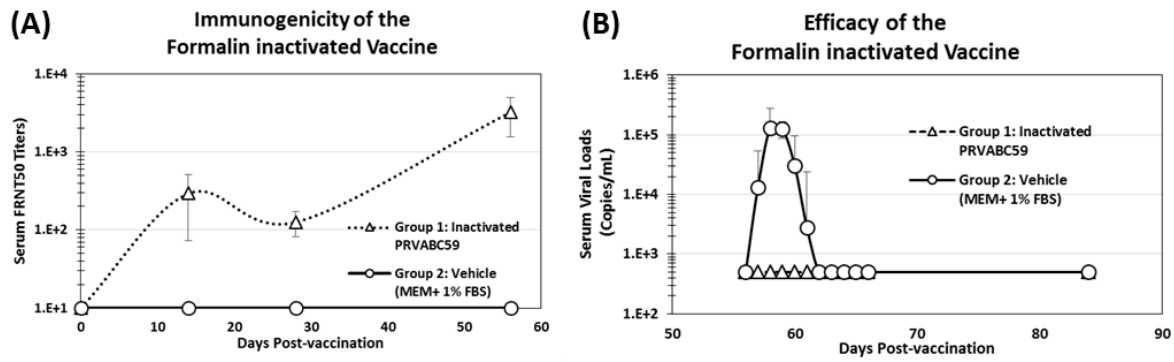 (A)
Immunogenicity of the
Formalin inactivated Vaccine
Serum FRNT50 Titers
1.E+4
1.E+3
1.E+2
1.E+1
0
10
20
30
40
50
60
Days Post-vaccination
Group 1: Inactivated
PRVABC59
Group 2: Vehicle
(MEM+ 1% FBS)
(B)
Efficacy of the
Formalin inactivated Vaccine
Serum Viral Loads
(Copies/mL)
1.E+6
1.E+5
1.E+4
1.E+3
1.E+2
50
60
70
80
90
Days Post-vaccination
Group 1: Inactivated
PRVABC59
Group 2: Vehicle
(MEM+ 1% FBS)